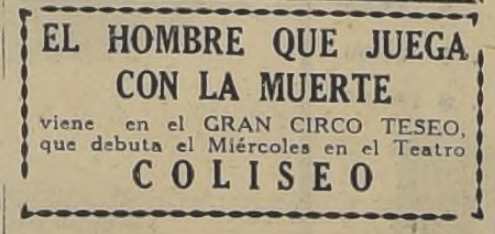 EL HOMBRE QUE JUEGA
CON LA MUERTE
viene en el GRAN CIRCO TESEO,
que debuta el Miércoles en el Teatro
COLISEO